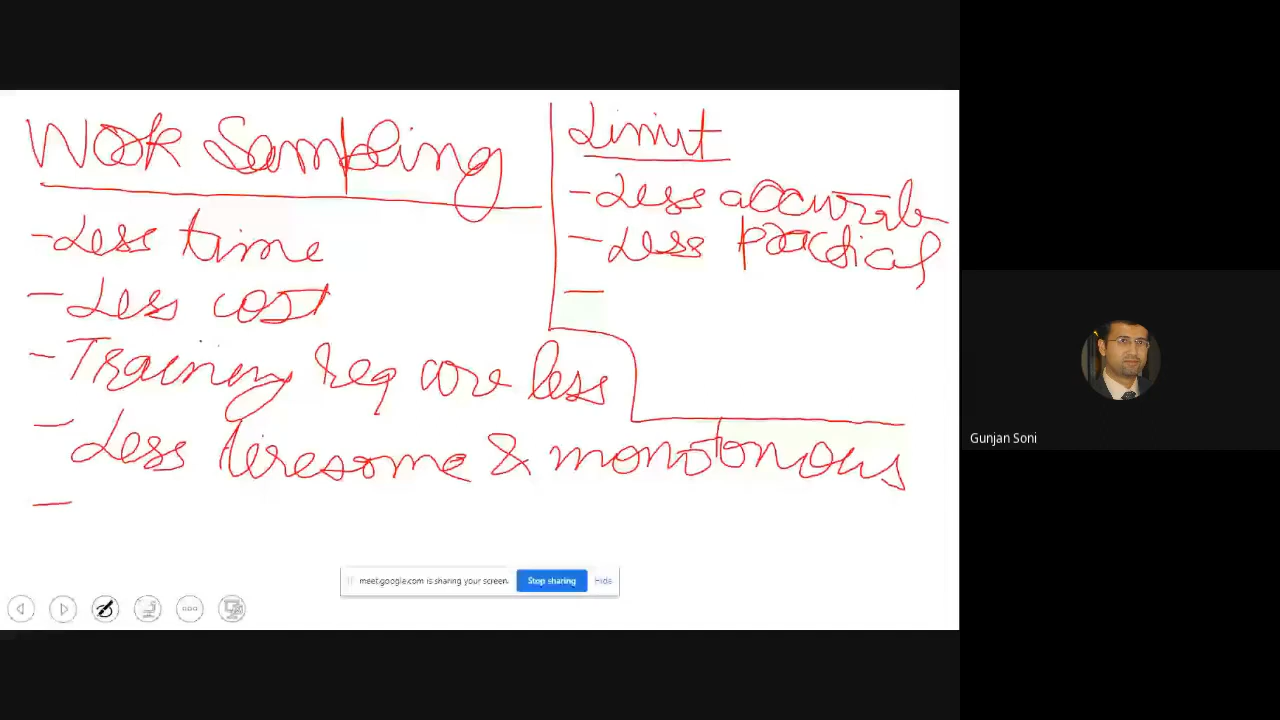 Work Sampling
- Less time
- Less cost
- Training req are less
- Less tiresome & monotonous
-
Limit
- Less accurate
- Less practical
-
meet.google.com is sharing your screen.
Stop sharing
Hide
Gunjan Soni